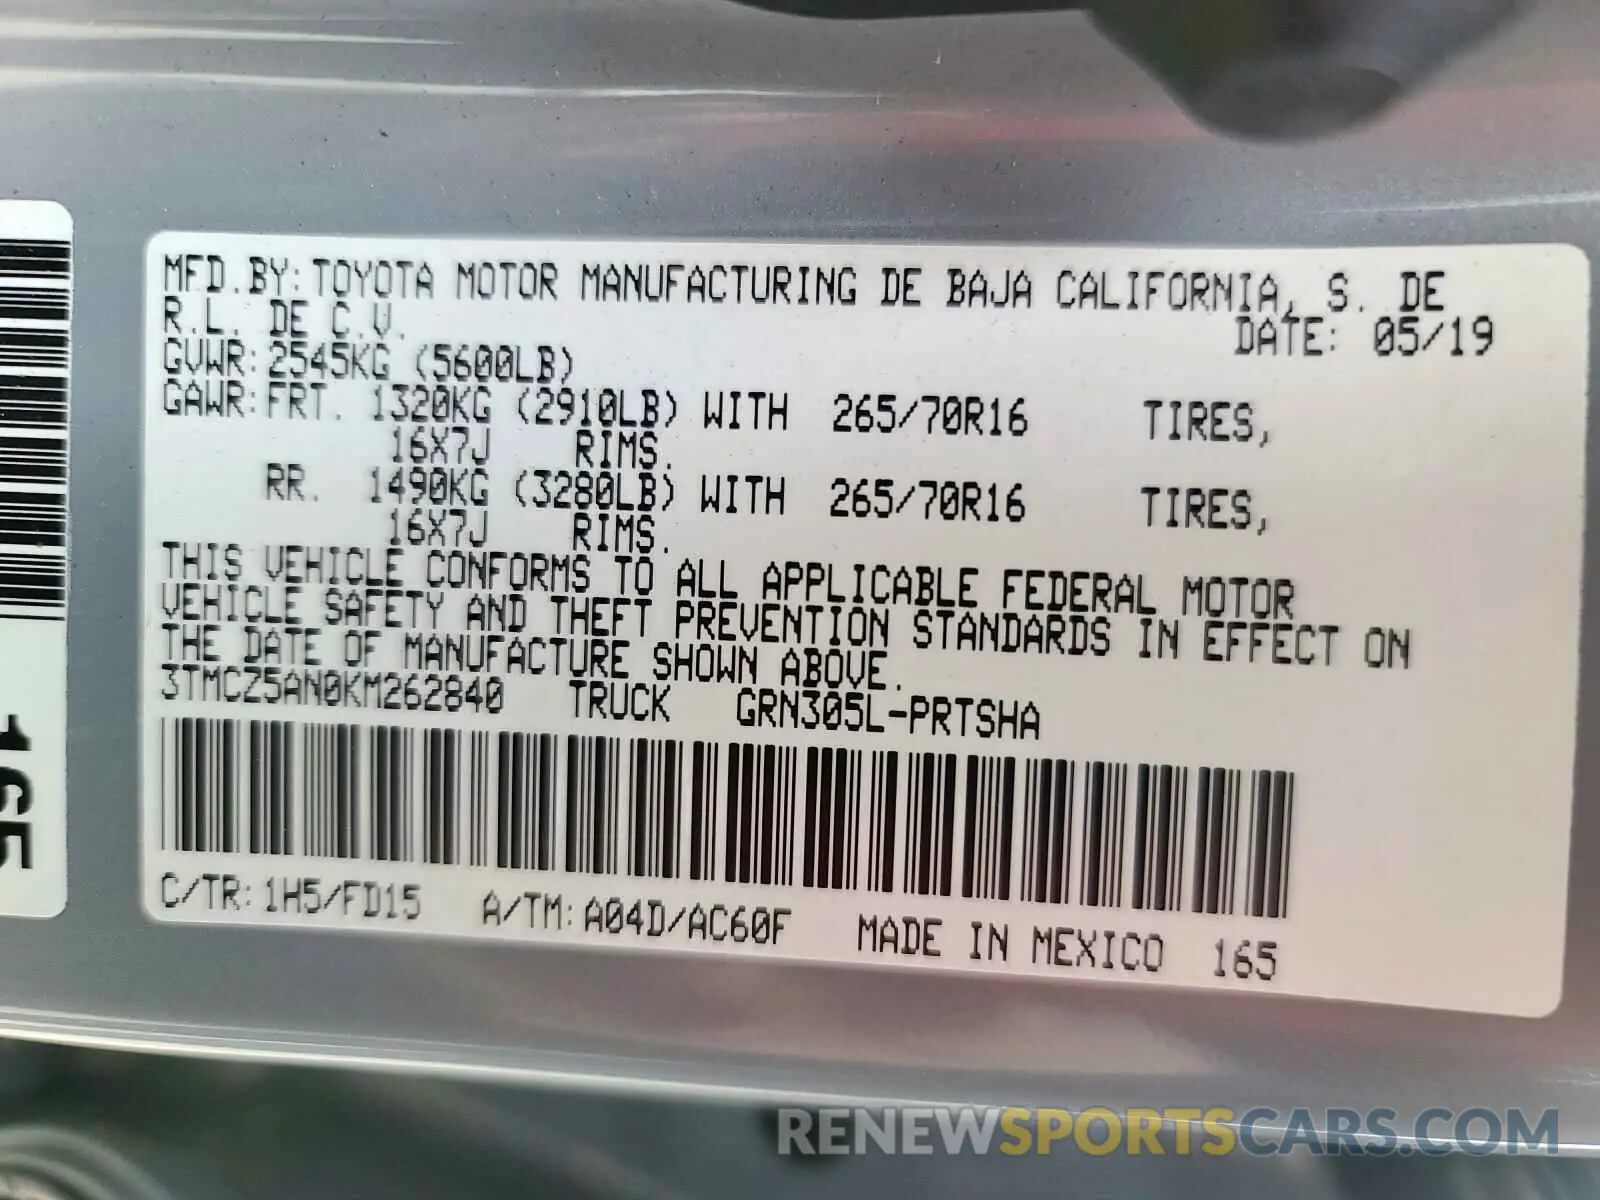 MFD.BY:TOYOTA MOTOR MANUFACTURING DE BAJA CALIFORNIA, S. DE
R.L. DE C.V. DATE: 05/19
GVWR:2545KG (5600LB)
GAWR:FRT. 1320KG (2910LB) WITH 265/70R16 TIRES,
16X7J RIMS.
RR. 1490KG (3280LB) WITH 265/70R16 TIRES,
16X7J RIMS.
THIS VEHICLE CONFORMS TO ALL APPLICABLE FEDERAL MOTOR
VEHICLE SAFETY AND THEFT PREVENTION STANDARDS IN EFFECT ON
THE DATE OF MANUFACTURE SHOWN ABOVE.
3TMCZ5AN0KM262840 TRUCK GRN305L-PRTSHA
C/TR:1H5/FD15 A/TM:A04D/AC60F MADE IN MEXICO 165
165
RENEWSPORTSCARS.COM